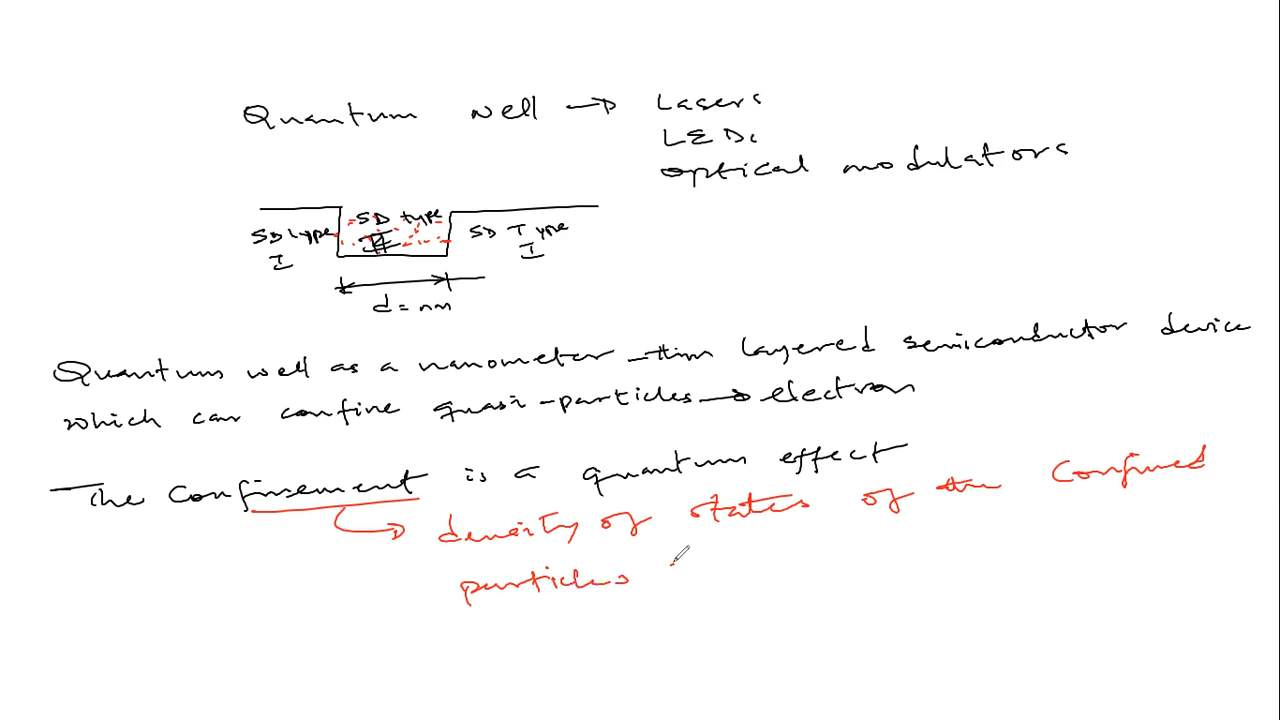 Quantum well → Lasers
LEDs
optical modulators
SD type I
SD type II
SD Type I
d = nm
Quantum well as a nanometer-thin layered semiconductor device
which can confine quasi-particles → electron
The confinsement is a quantum effect
density of states of the confined
particles